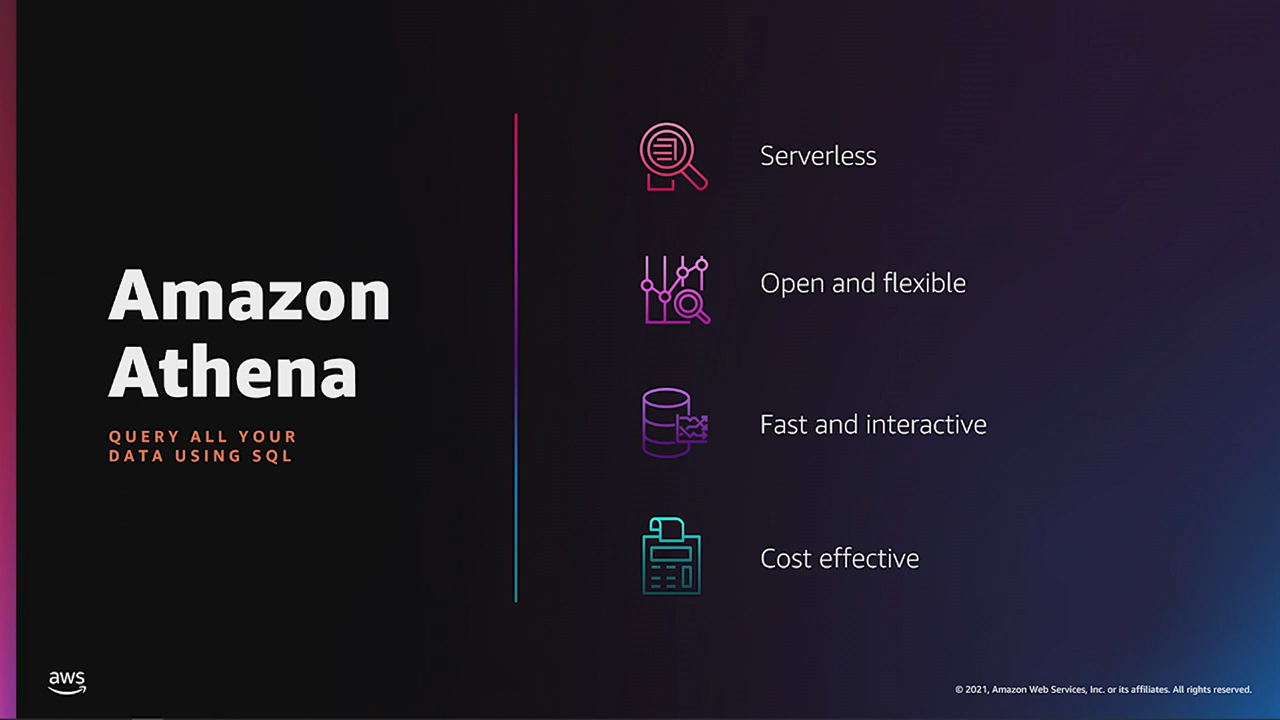 Amazon
Athena
QUERY ALL YOUR
DATA USING SQL
Serverless
Open and flexible
Fast and interactive
Cost effective
aws
© 2021, Amazon Web Services, Inc. or its affiliates. All rights reserved.